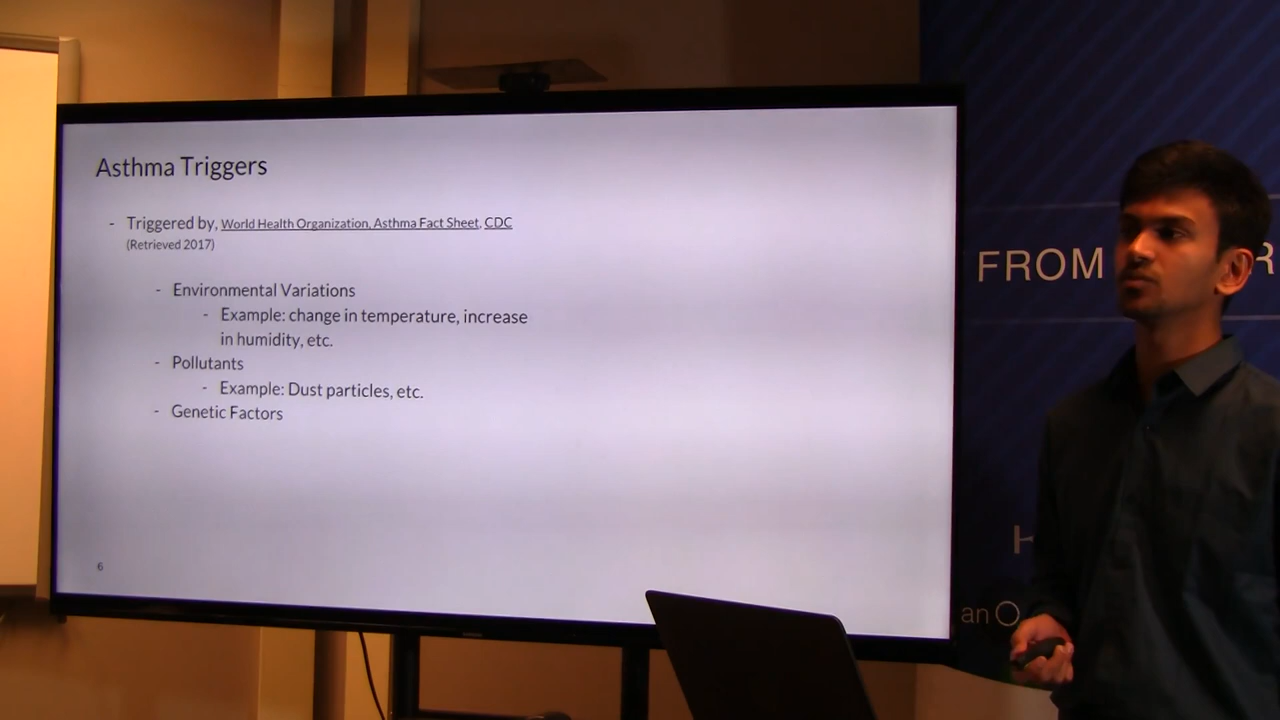 Asthma Triggers
- Triggered by, World Health Organization, Asthma Fact Sheet, CDC
(Retrieved 2017)
- Environmental Variations
- Example: change in temperature, increase
in humidity, etc.
- Pollutants
- Example: Dust particles, etc.
- Genetic Factors
6
FROM
an